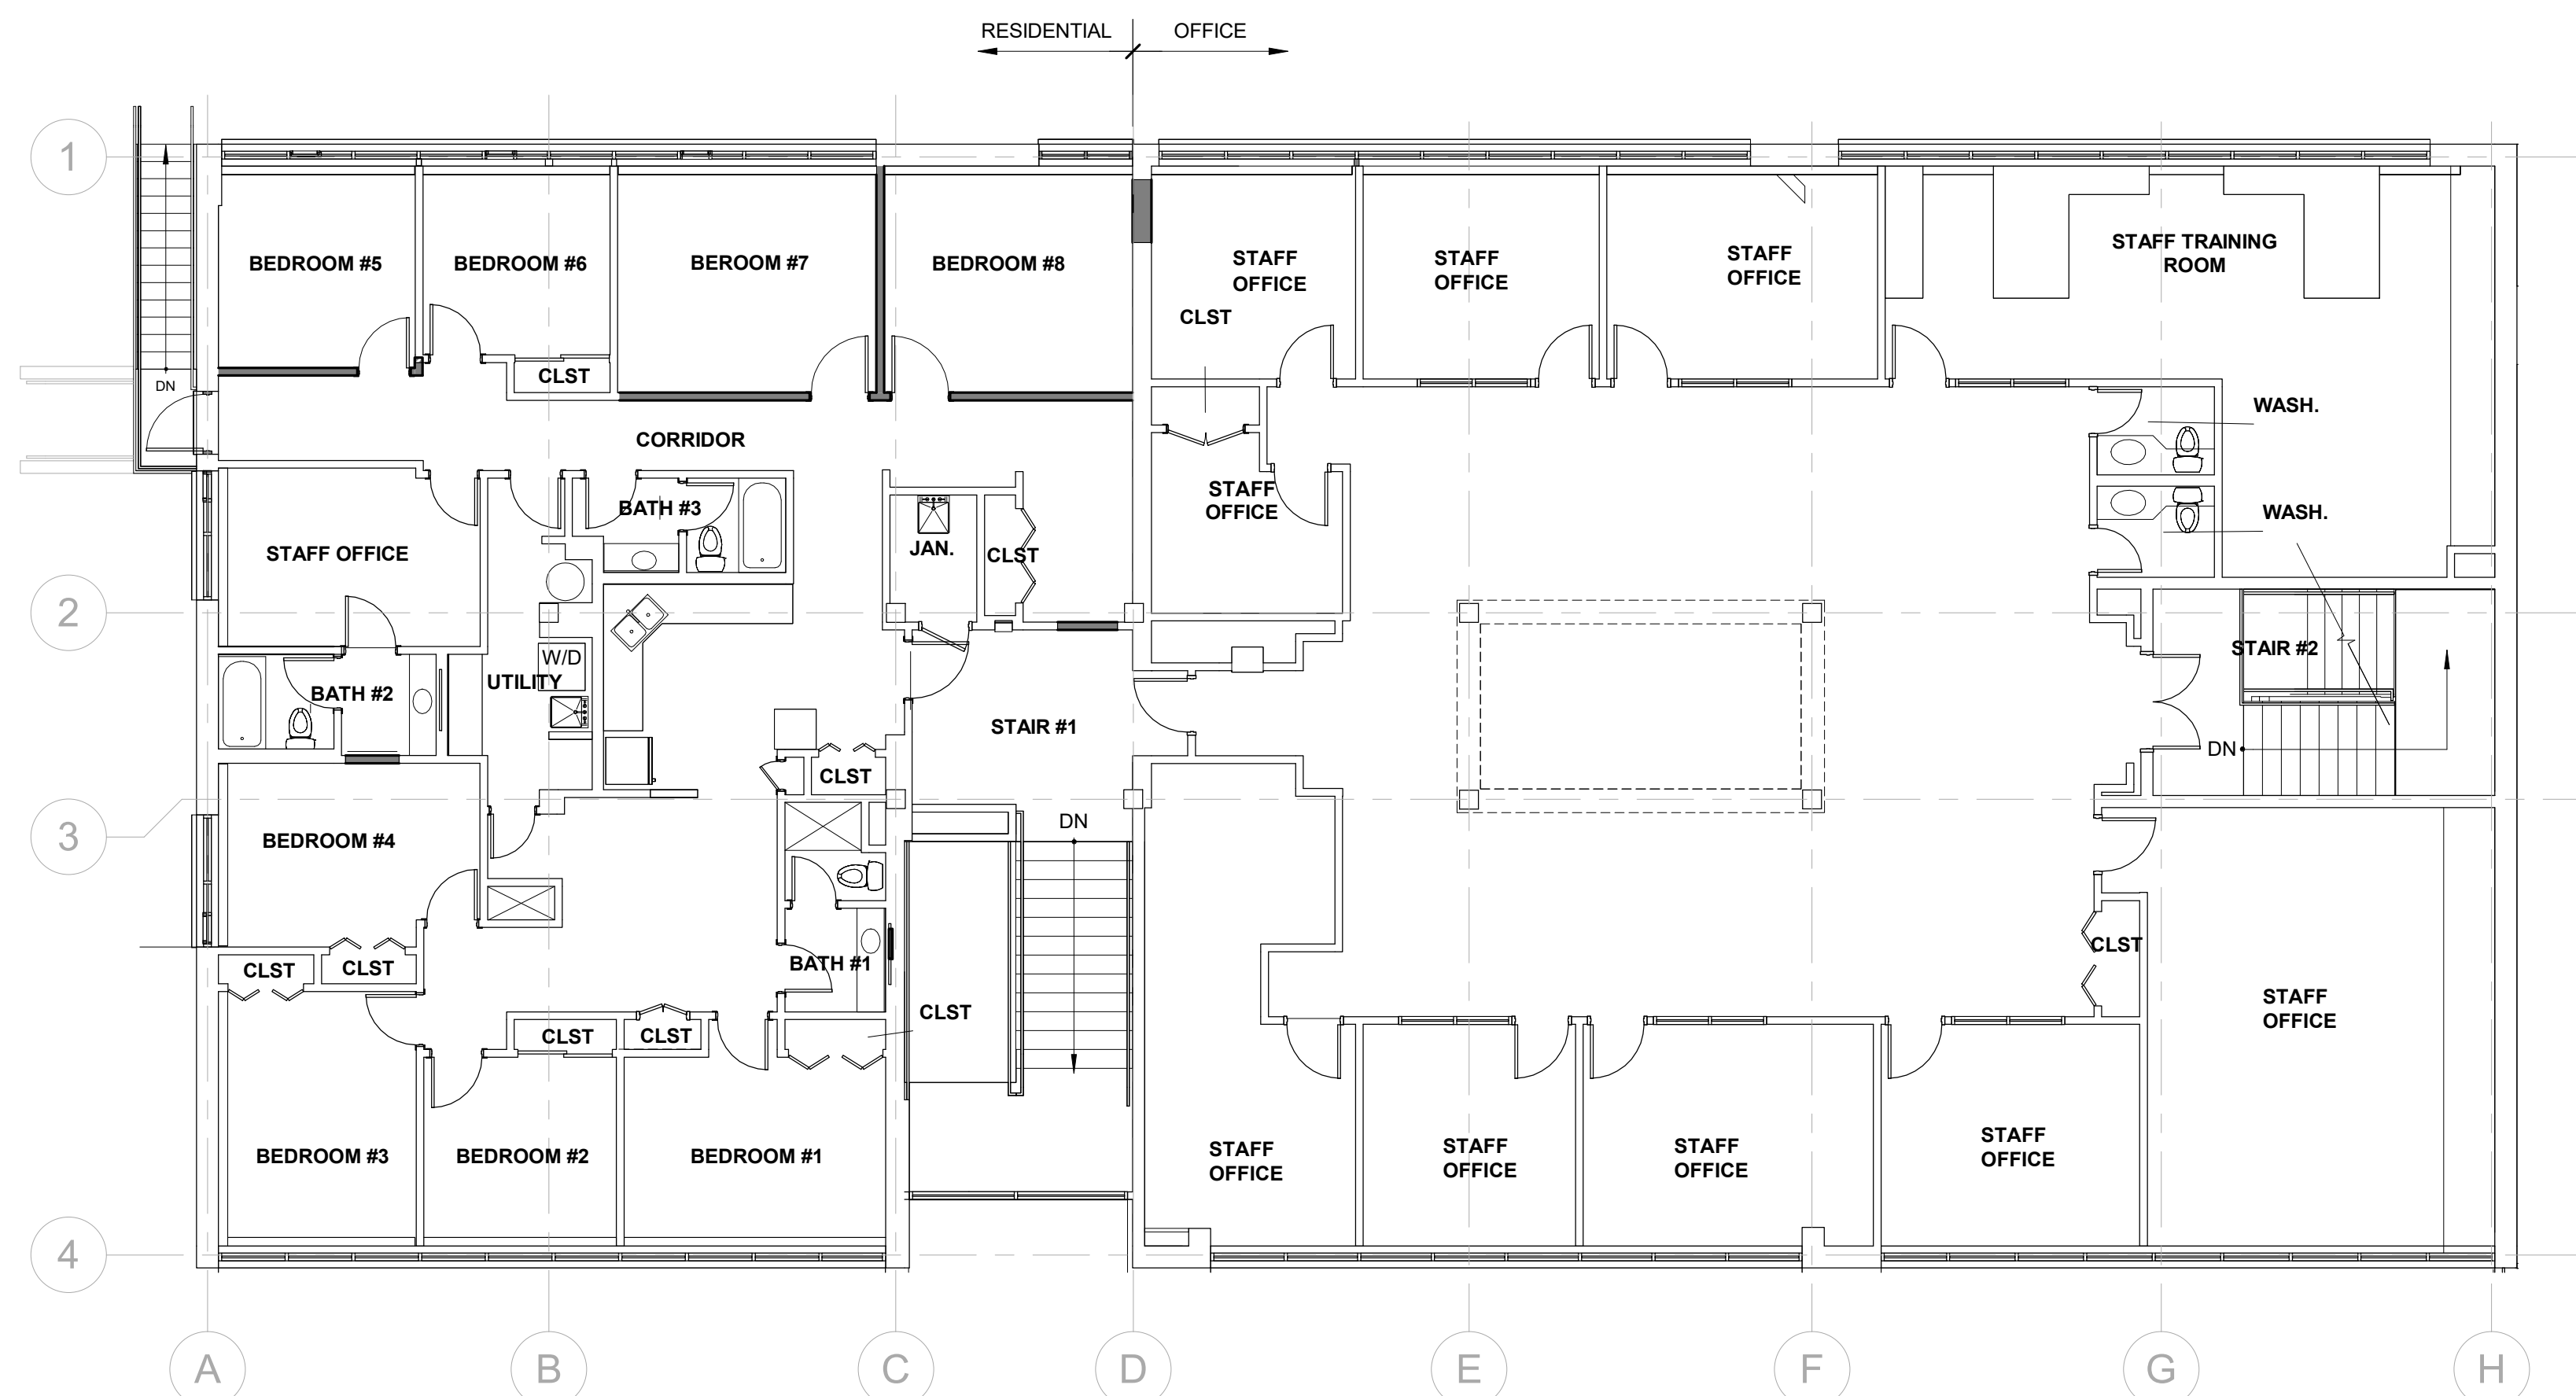 RESIDENTIAL
OFFICE
1
BEDROOM #5
BEDROOM #6
BEROOM #7
BEDROOM #8
STAFF
OFFICE
STAFF
OFFICE
STAFF
OFFICE
STAFF TRAINING
ROOM
CLST
DN
CLST
WASH.
CORRIDOR
STAFF
OFFICE
BATH #3
WASH.
STAFF OFFICE
JAN.
CLST
2
W/D
STAIR #2
UTILITY
BATH #2
STAIR #1
DN
CLST
3
DN
BEDROOM #4
CLST
CLST
CLST
BATH #1
CLST
STAFF
OFFICE
CLST
CLST
BEDROOM #3
BEDROOM #2
BEDROOM #1
STAFF
OFFICE
STAFF
OFFICE
STAFF
OFFICE
STAFF
OFFICE
4
A
B
C
D
E
F
G
H